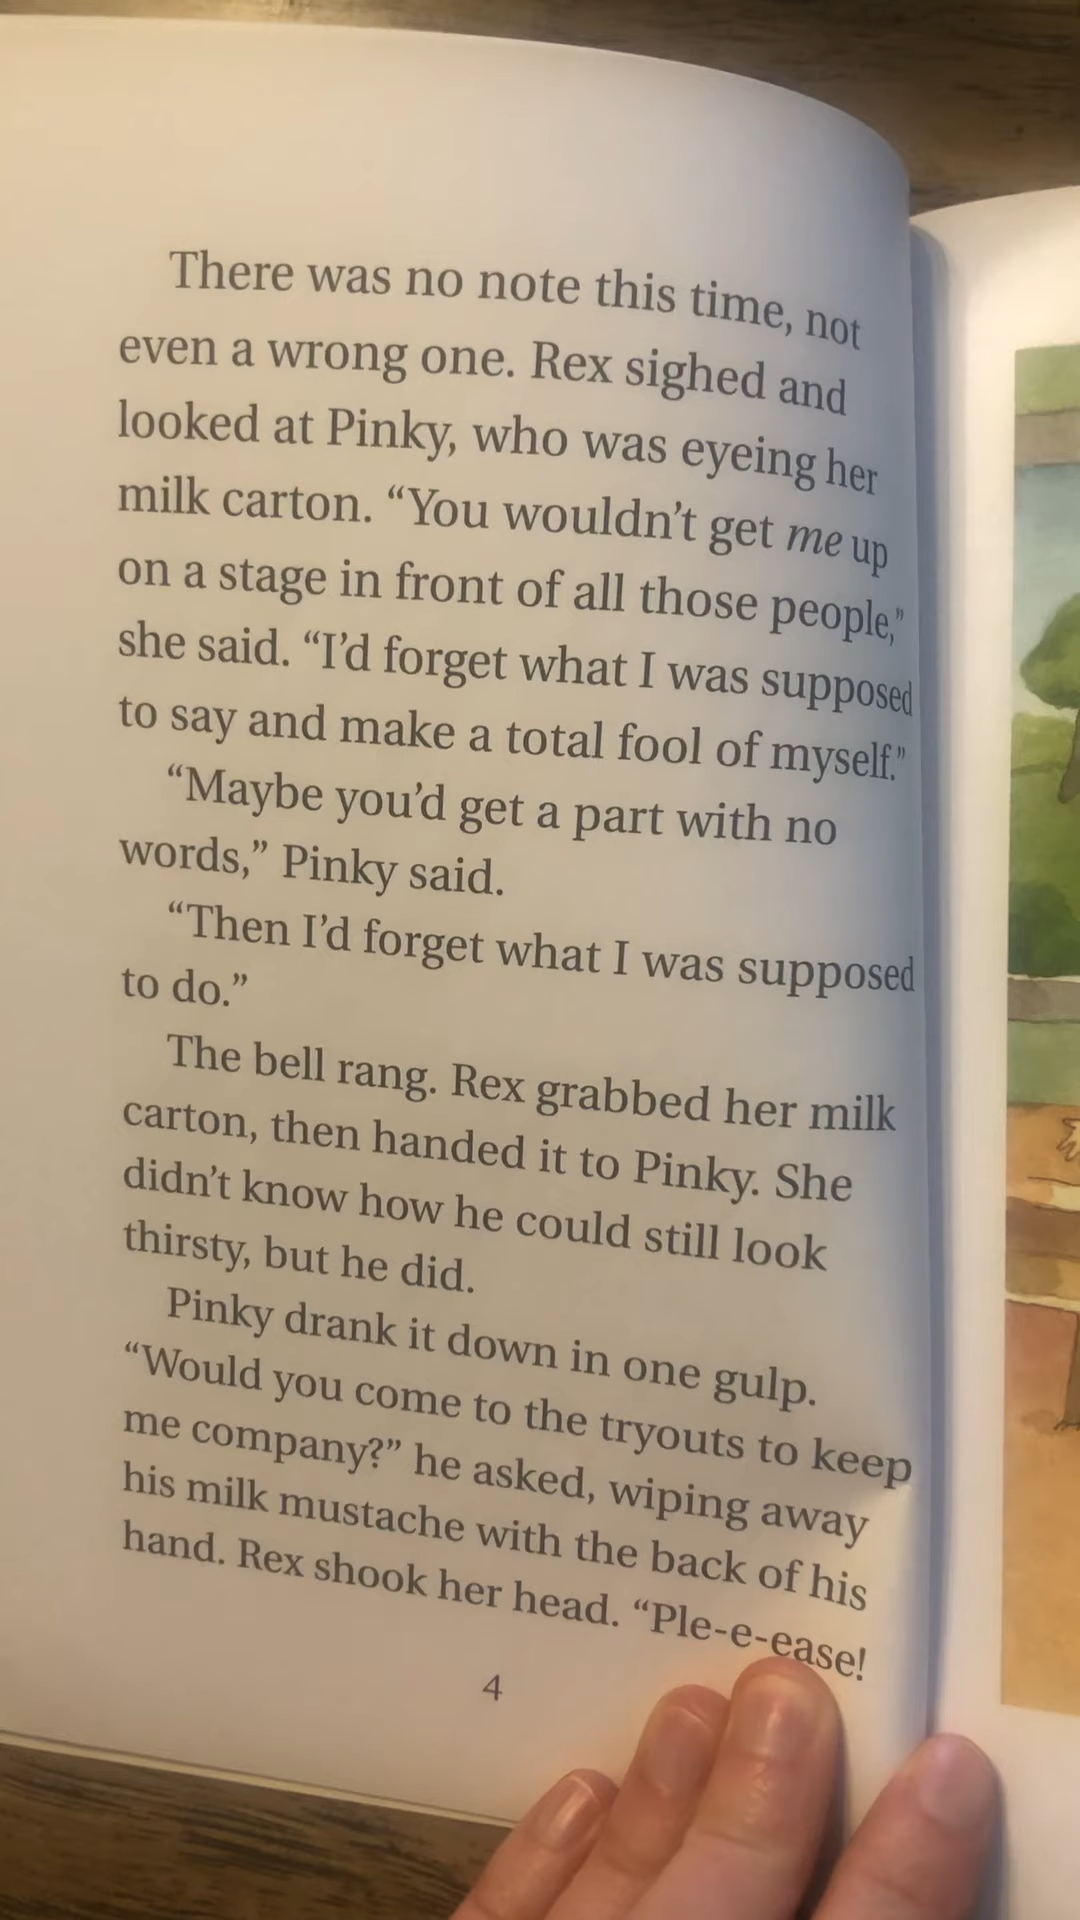 There was no note this time, not
even a wrong one. Rex sighed and
looked at Pinky, who was eyeing her
milk carton. “You wouldn’t get me up
on a stage in front of all those people,”
she said. “I’d forget what I was supposed
to say and make a total fool of myself.”
“Maybe you’d get a part with no
words,” Pinky said.
“Then I’d forget what I was supposed
to do.”
The bell rang. Rex grabbed her milk
carton, then handed it to Pinky. She
didn’t know how he could still look
thirsty, but he did.
Pinky drank it down in one gulp.
“Would you come to the tryouts to keep
me company?” he asked, wiping away
his milk mustache with the back of his
hand. Rex shook her head. “Ple-e-ease!
4